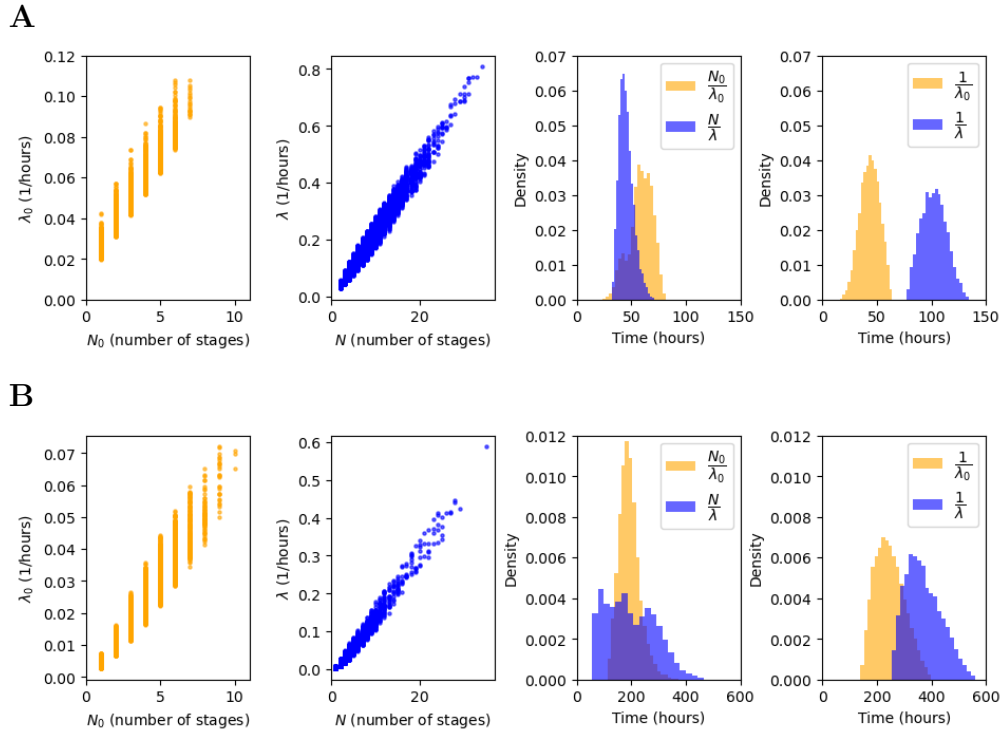 A
λ₀ (1/hours)
0.12
0.10
0.08
0.06
0.04
0.02
0.00
0 5 10
N₀ (number of stages)
λ (1/hours)
0.8
0.6
0.4
0.2
0.0
0 20
N (number of stages)
Density
0.07
0.06
0.05
0.04
0.03
0.02
0.01
0.00
N₀/λ₀
N/λ
0 50 100 150
Time (hours)
Density
0.07
0.06
0.05
0.04
0.03
0.02
0.01
0.00
1/λ₀
1/λ
0 50 100 150
Time (hours)
B
λ₀ (1/hours)
0.07
0.06
0.05
0.04
0.03
0.02
0.01
0.00
0 5 10
N₀ (number of stages)
λ (1/hours)
0.6
0.5
0.4
0.3
0.2
0.1
0.0
0 20
N (number of stages)
Density
0.012
0.010
0.008
0.006
0.004
0.002
0.000
N₀/λ₀
N/λ
0 200 400 600
Time (hours)
Density
0.012
0.010
0.008
0.006
0.004
0.002
0.000
1/λ₀
1/λ
0 200 400 600
Time (hours)